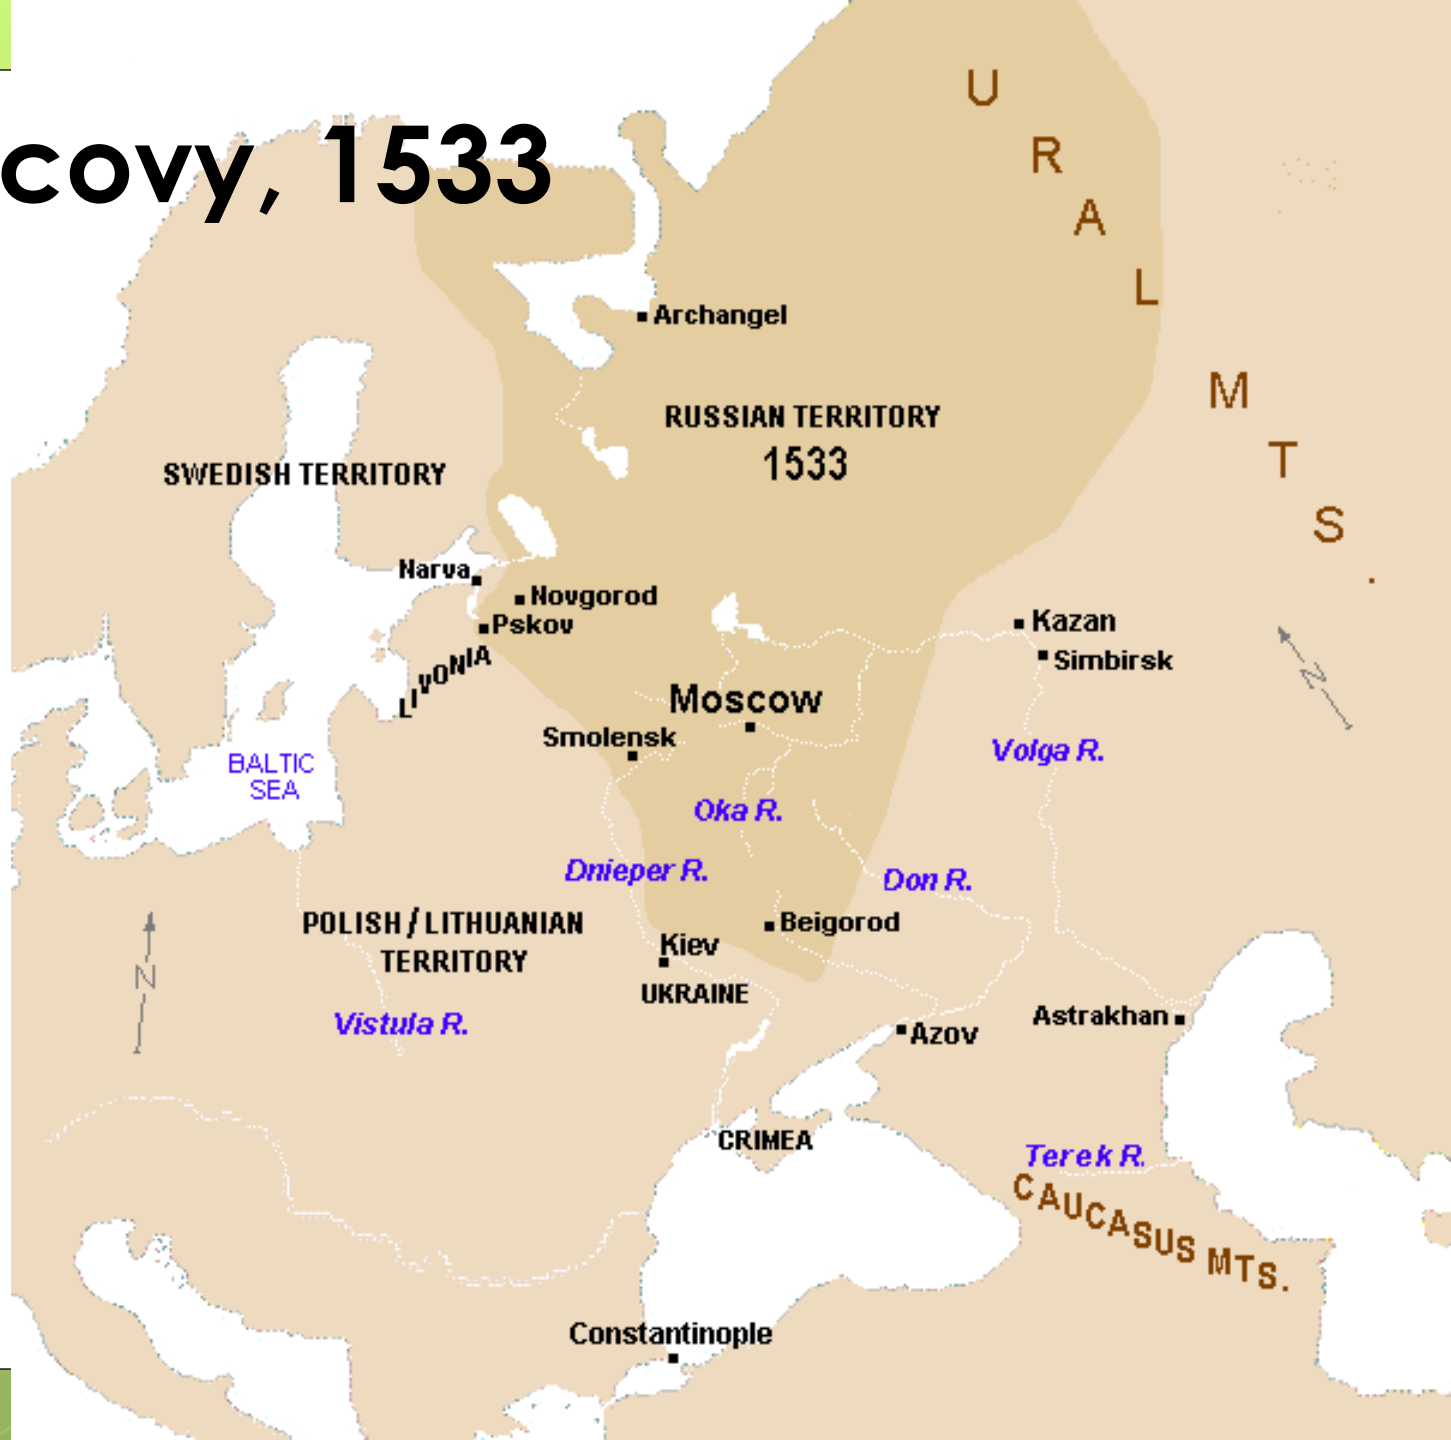 covy, 1533
U
R
A
L
M
T
S
.
Archangel
RUSSIAN TERRITORY
1533
SWEDISH TERRITORY
Narva
Novgorod
Pskov
LIVONIA
Kazan
Simbirsk
Moscow
Smolensk
N
BALTIC
SEA
Volga R.
Oka R.
Dnieper R.
Don R.
POLISH / LITHUANIAN
TERRITORY
Beigorod
Kiev
UKRAINE
N
Vistula R.
Astrakhan
Azov
CRIMEA
Terek R.
CAUCASUS MTS.
Constantinople